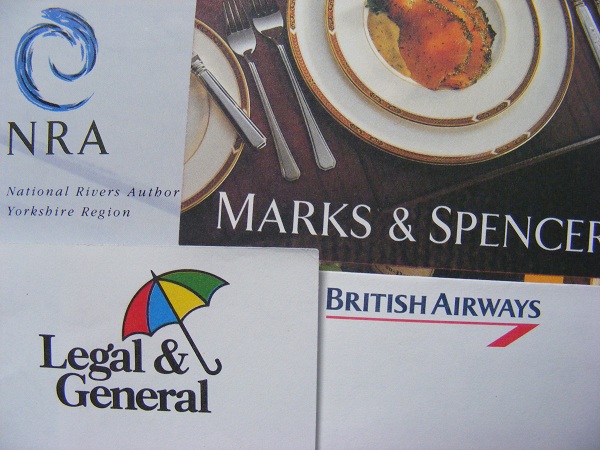 NRA
National Rivers Author
Yorkshire Region
MARKS & SPENCER
Legal &
General
BRITISH AIRWAYS